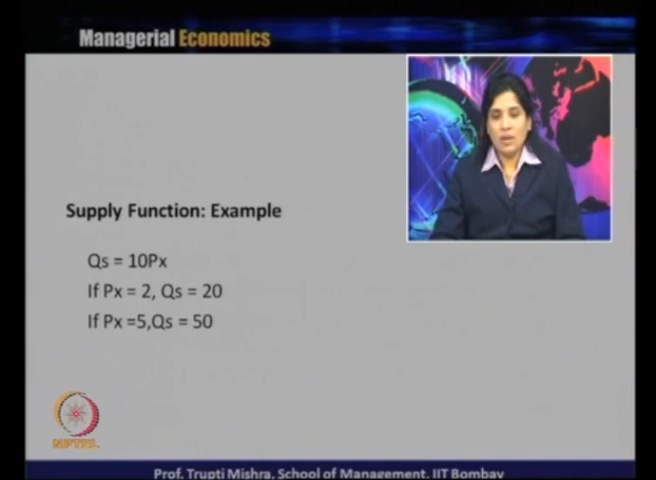 Managerial Economics
Supply Function: Example
Qs = 10Px
If Px = 2, Qs = 20
If Px =5,Qs = 50
NPTEL
Prof. Trupti Mishra, School of Management, IIT Bombay